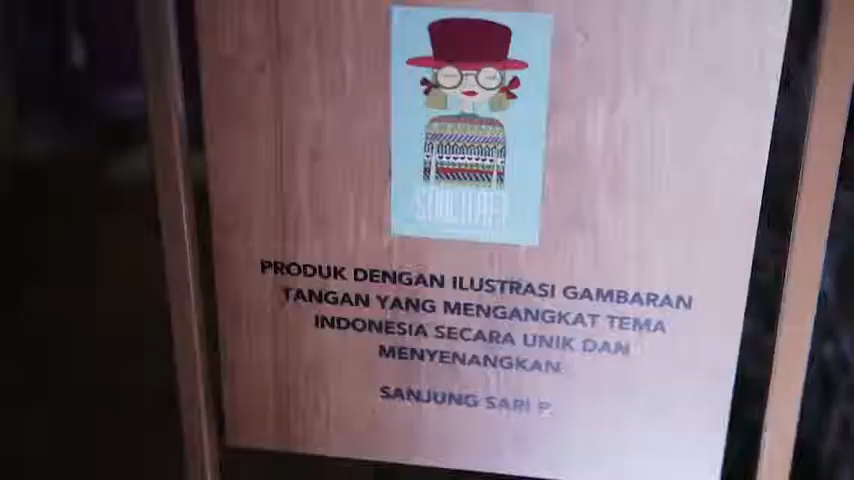 PRODUK DENGAN ILUSTRASI GAMBARAN
TANGAN YANG MENGANGKAT TEMA
INDONESIA SECARA UNIK DAN
MENYENANGKAN
SANJUNG SARI P.